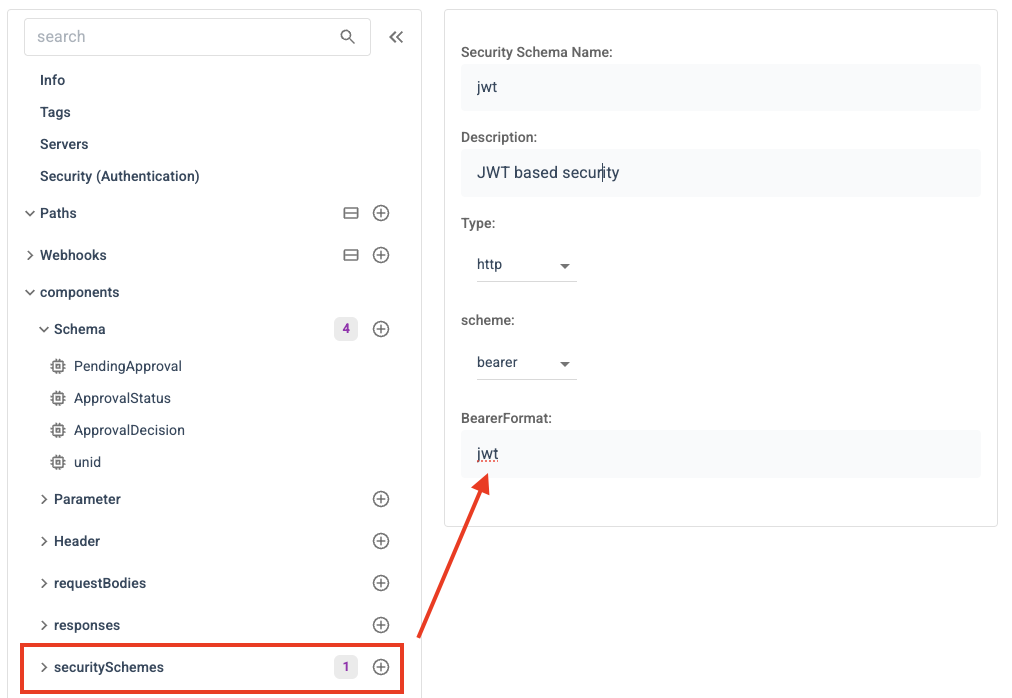 search
Info
Tags
Servers
Security (Authentication)
Paths
Webhooks
components
Schema 4
PendingApproval
ApprovalStatus
ApprovalDecision
unid
Parameter
Header
requestBodies
responses
securitySchemes 1
Security Schema Name:
jwt
Description:
JWT based security
Type:
http
scheme:
bearer
BearerFormat:
jwt